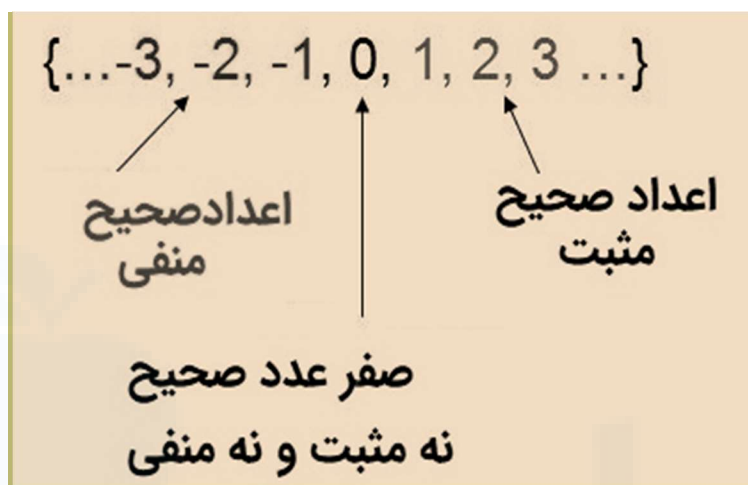 {...-3, -2, -1, 0, 1, 2, 3 ...}
اعداد صحیح
مثبت
اعدادصحیح
منفی
صفر عدد صحیح
نه مثبت و نه منفی